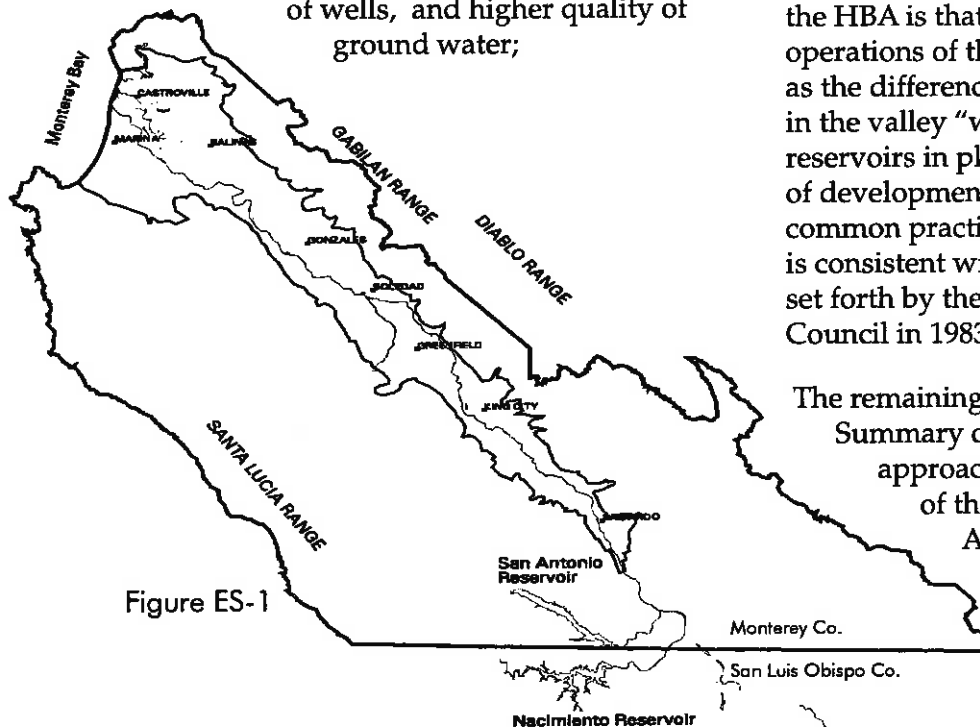 of wells, and higher quality of
ground water;
the HBA is that
operations of th
as the differenc
in the valley "w
reservoirs in pl
of developmen
common practi
is consistent wi
set forth by the
Council in 1983
The remaining
Summary o
approac
of th
A
Monterey Bay
CASTROVILLE
MARINA
SALINAS
GABILAN RANGE
DIABLO RANGE
GONZALES
SOLEDAD
GREENFIELD
KING CITY
SANTA LUCIA RANGE
San Antonio
Reservoir
Figure ES-1
Monterey Co.
San Luis Obispo Co.
Nacimiento Reservoir